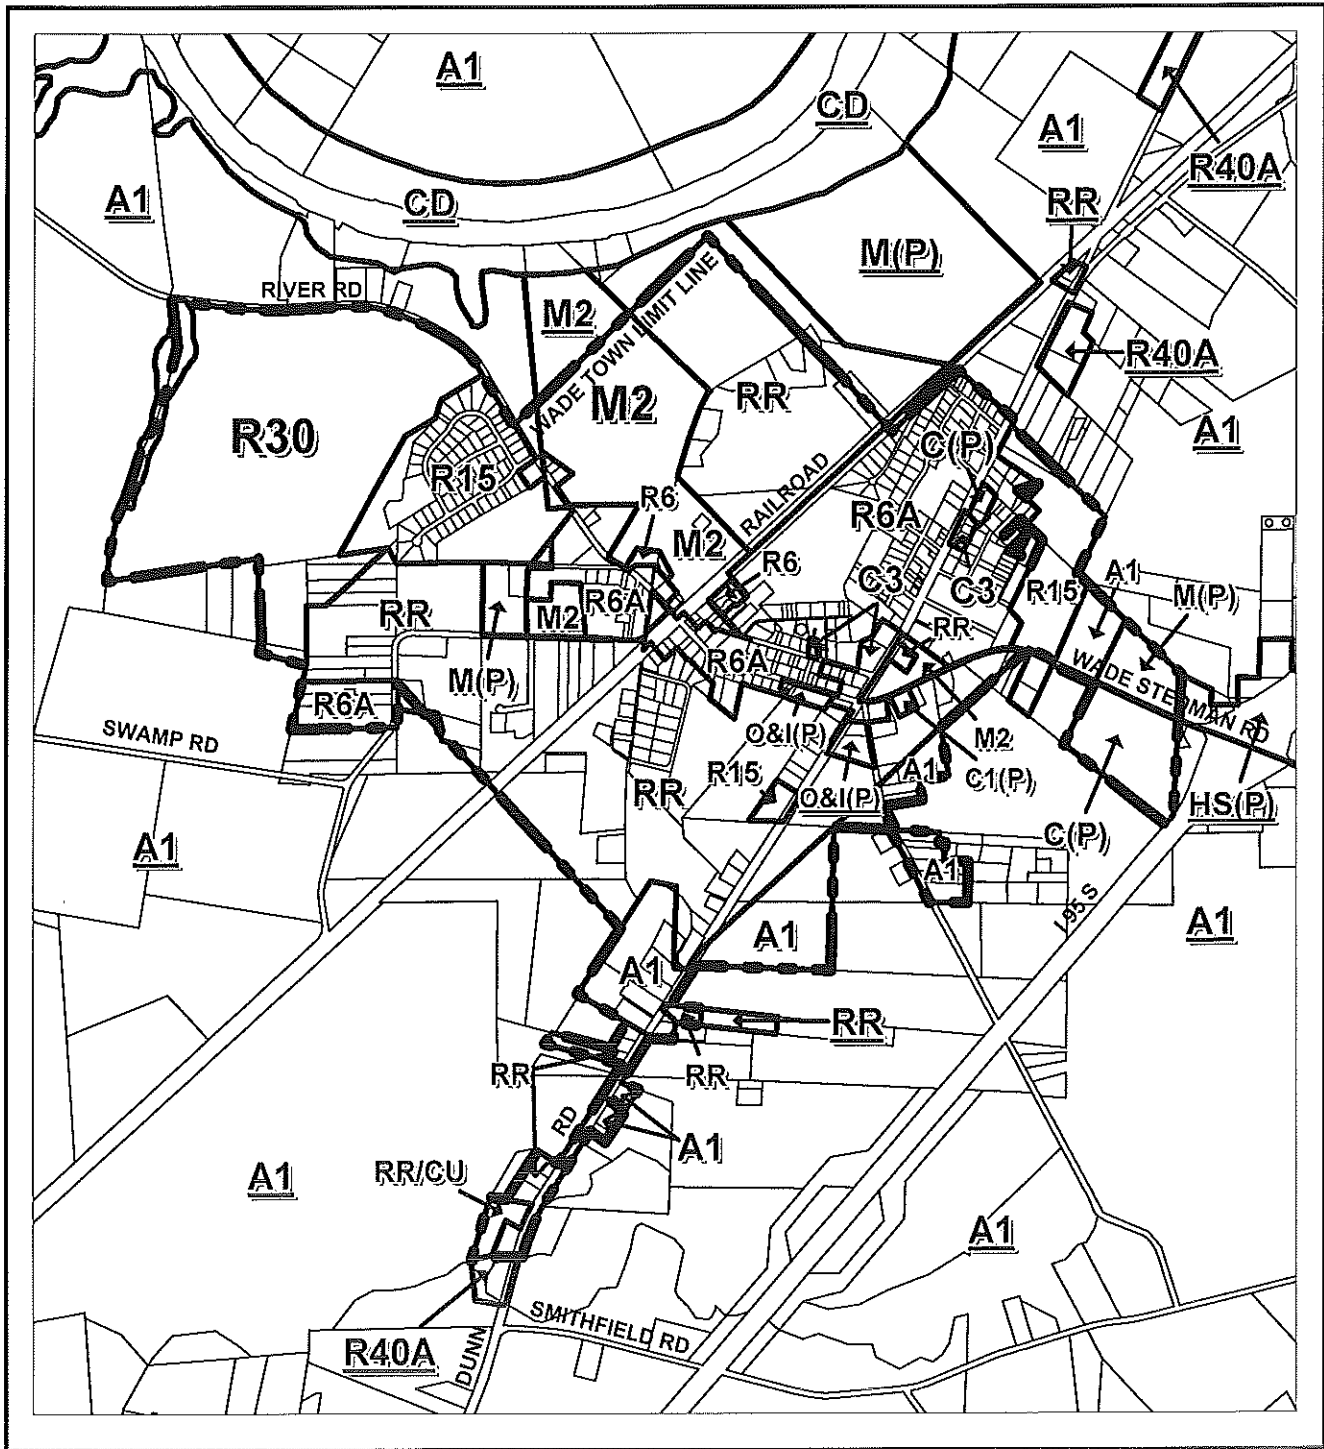 A1
CD
A1
R40A
A1
CD
RR
M(P)
RIVER RD
M2
WADE TOWN LIMIT LINE
R40A
M2
RR
R30
A1
C(P)
R15
RAILROAD
R6
R6A
M2
R6
C3
C3
R15
A1
M(P)
RR
M2
R6A
RR
R6A
WADE STEDMAN RD
M(P)
R6A
SWAMP RD
O&I(P)
M2
R15
A1
C1(P)
RR
O&I(P)
HS(P)
C(P)
A1
A1
I 95 S
A1
A1
A1
RR
RR
RR
RD
A1
RR/CU
A1
A1
SMITHFIELD RD
R40A
DUNN